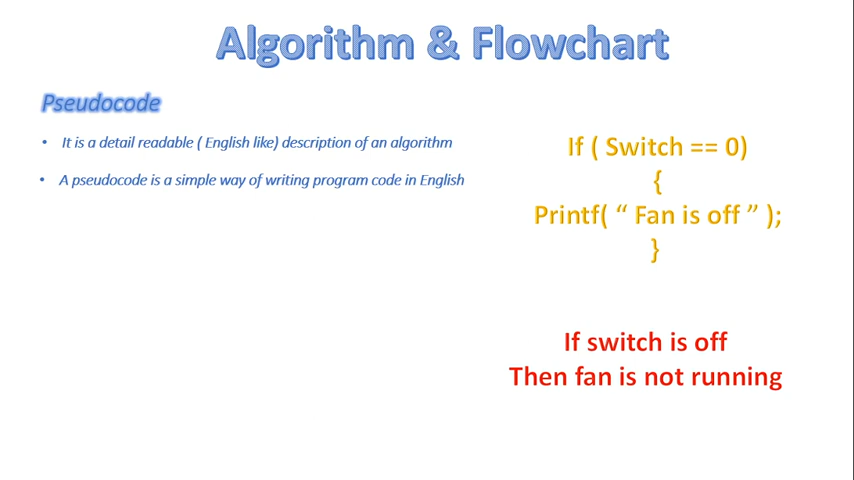 Algorithm & Flowchart
Pseudocode
• It is a detail readable ( English like) description of an algorithm
• A pseudocode is a simple way of writing program code in English
If ( Switch == 0)
{
Printf( “ Fan is off ” );
}
If switch is off
Then fan is not running